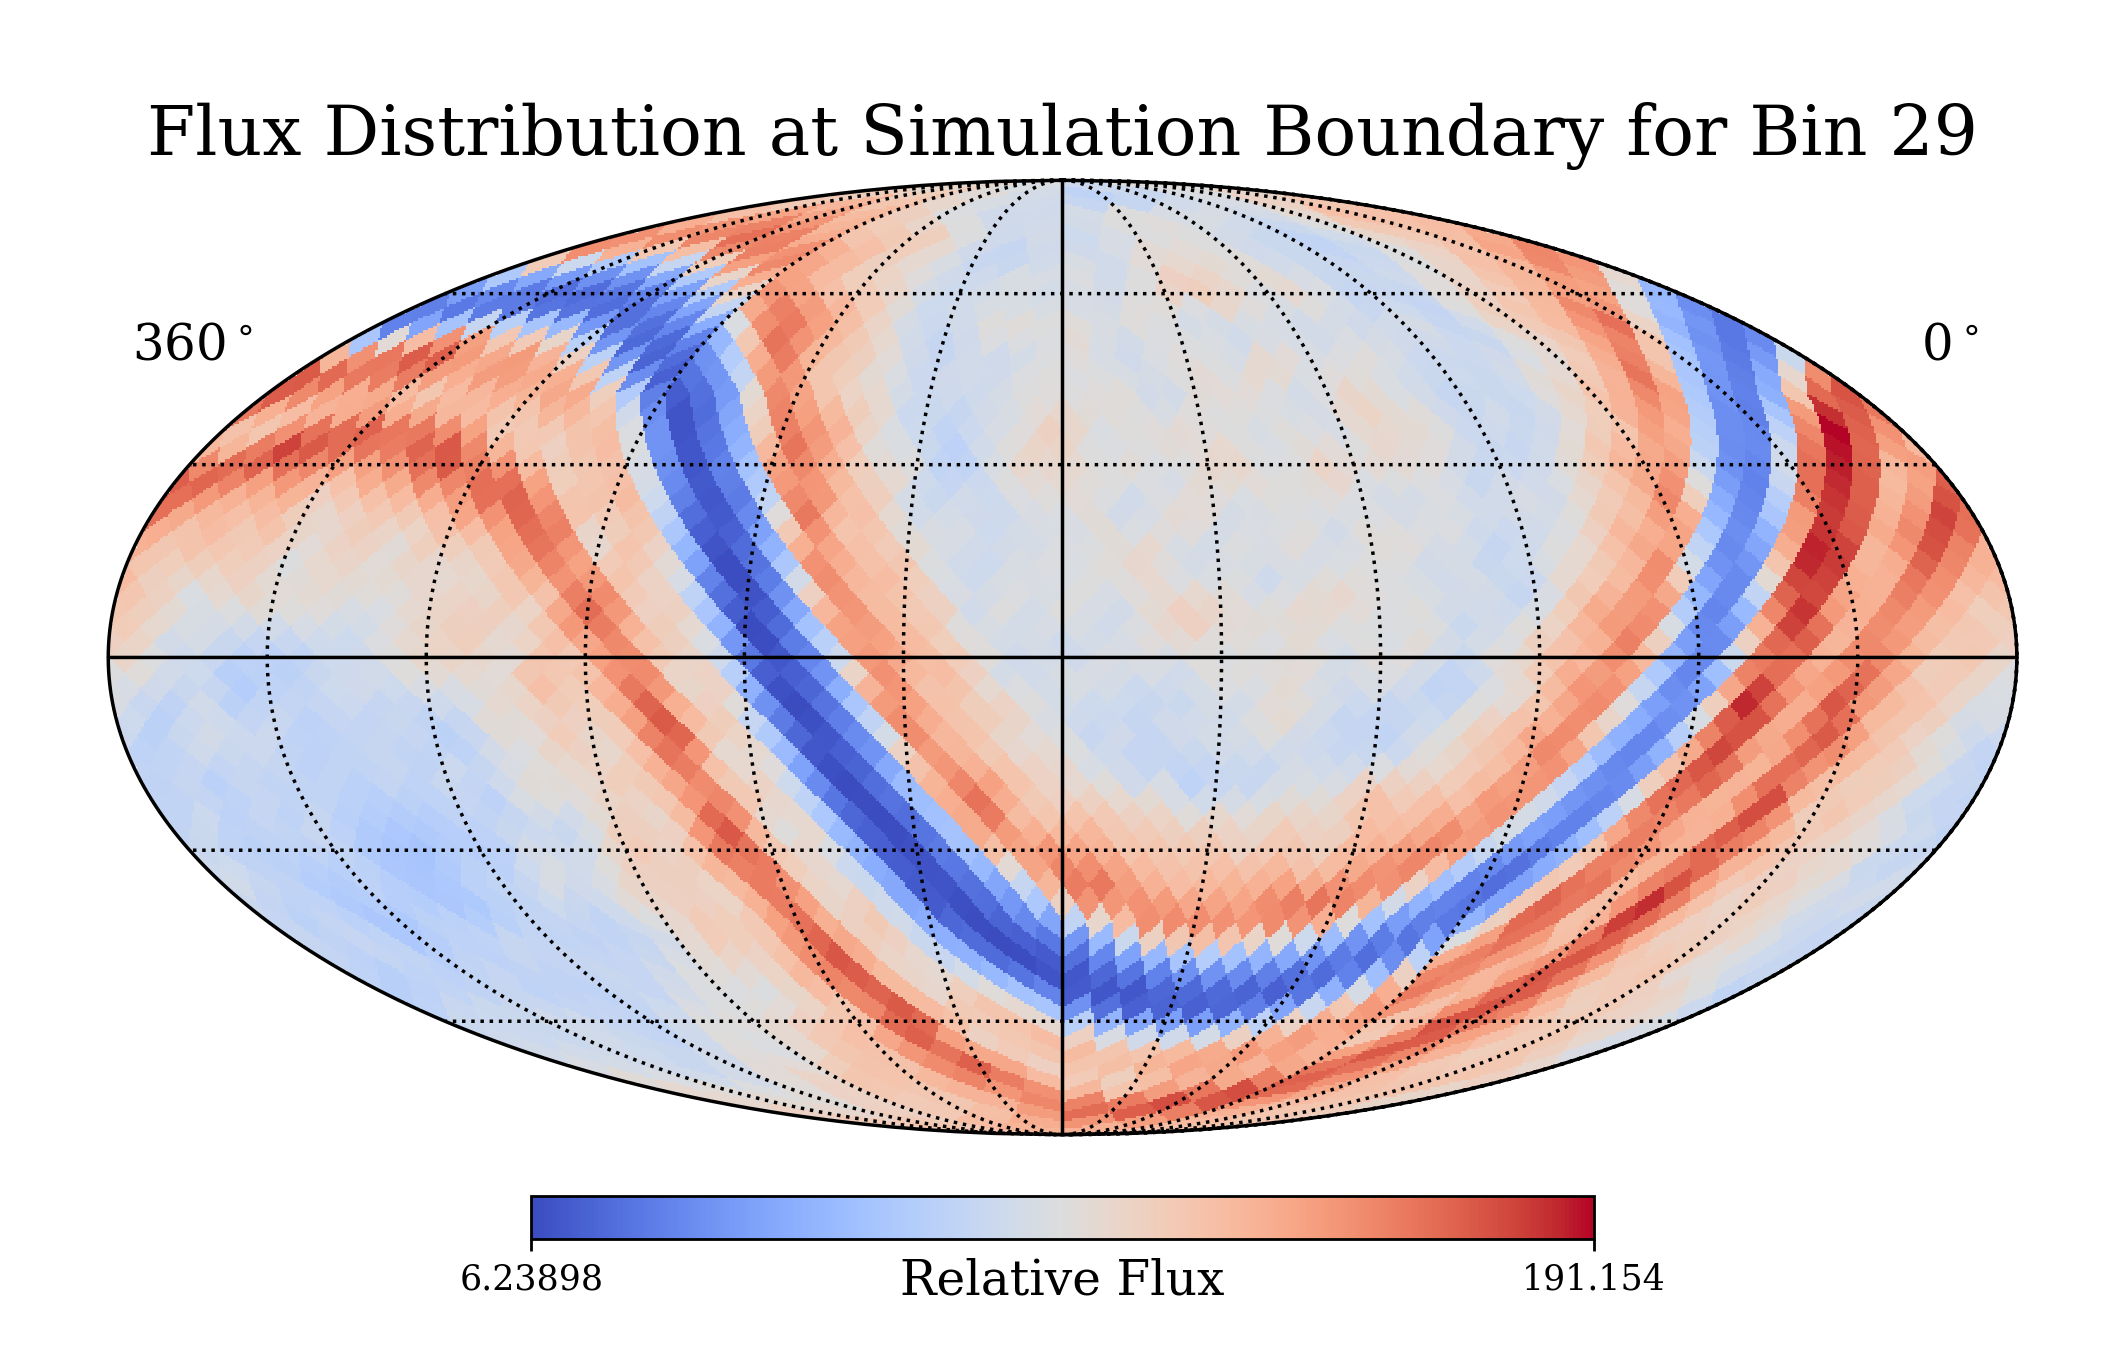 Flux Distribution at Simulation Boundary for Bin 29
360° 0°
6.23898 Relative Flux 191.154